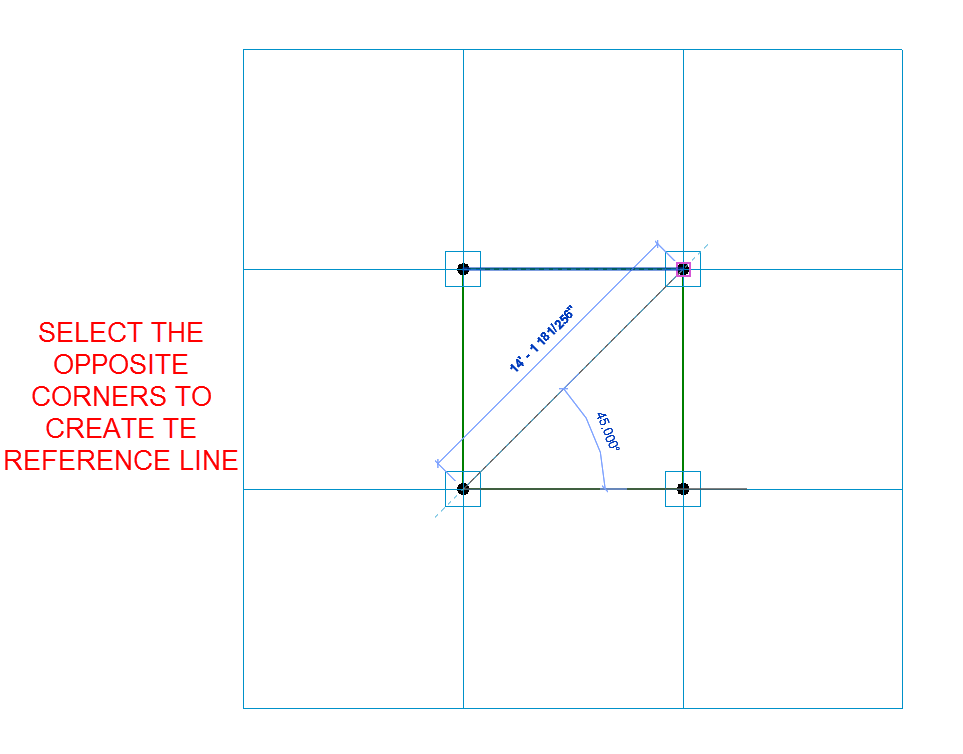 SELECT THE
OPPOSITE
CORNERS TO
CREATE TE
REFERENCE LINE
14' - 1 181/256"
45.000°